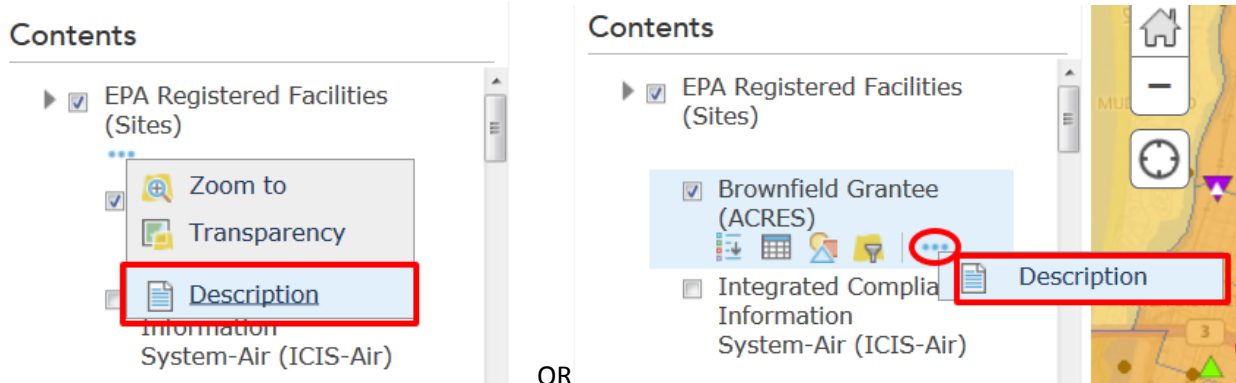 Contents
EPA Registered Facilities
(Sites)
Zoom to
Transparency
Description
Information
System-Air (ICIS-Air)
OR
Contents
EPA Registered Facilities
(Sites)
Brownfield Grantee
(ACRES)
Description
Integrated Complia
Information
System-Air (ICIS-Air)
3